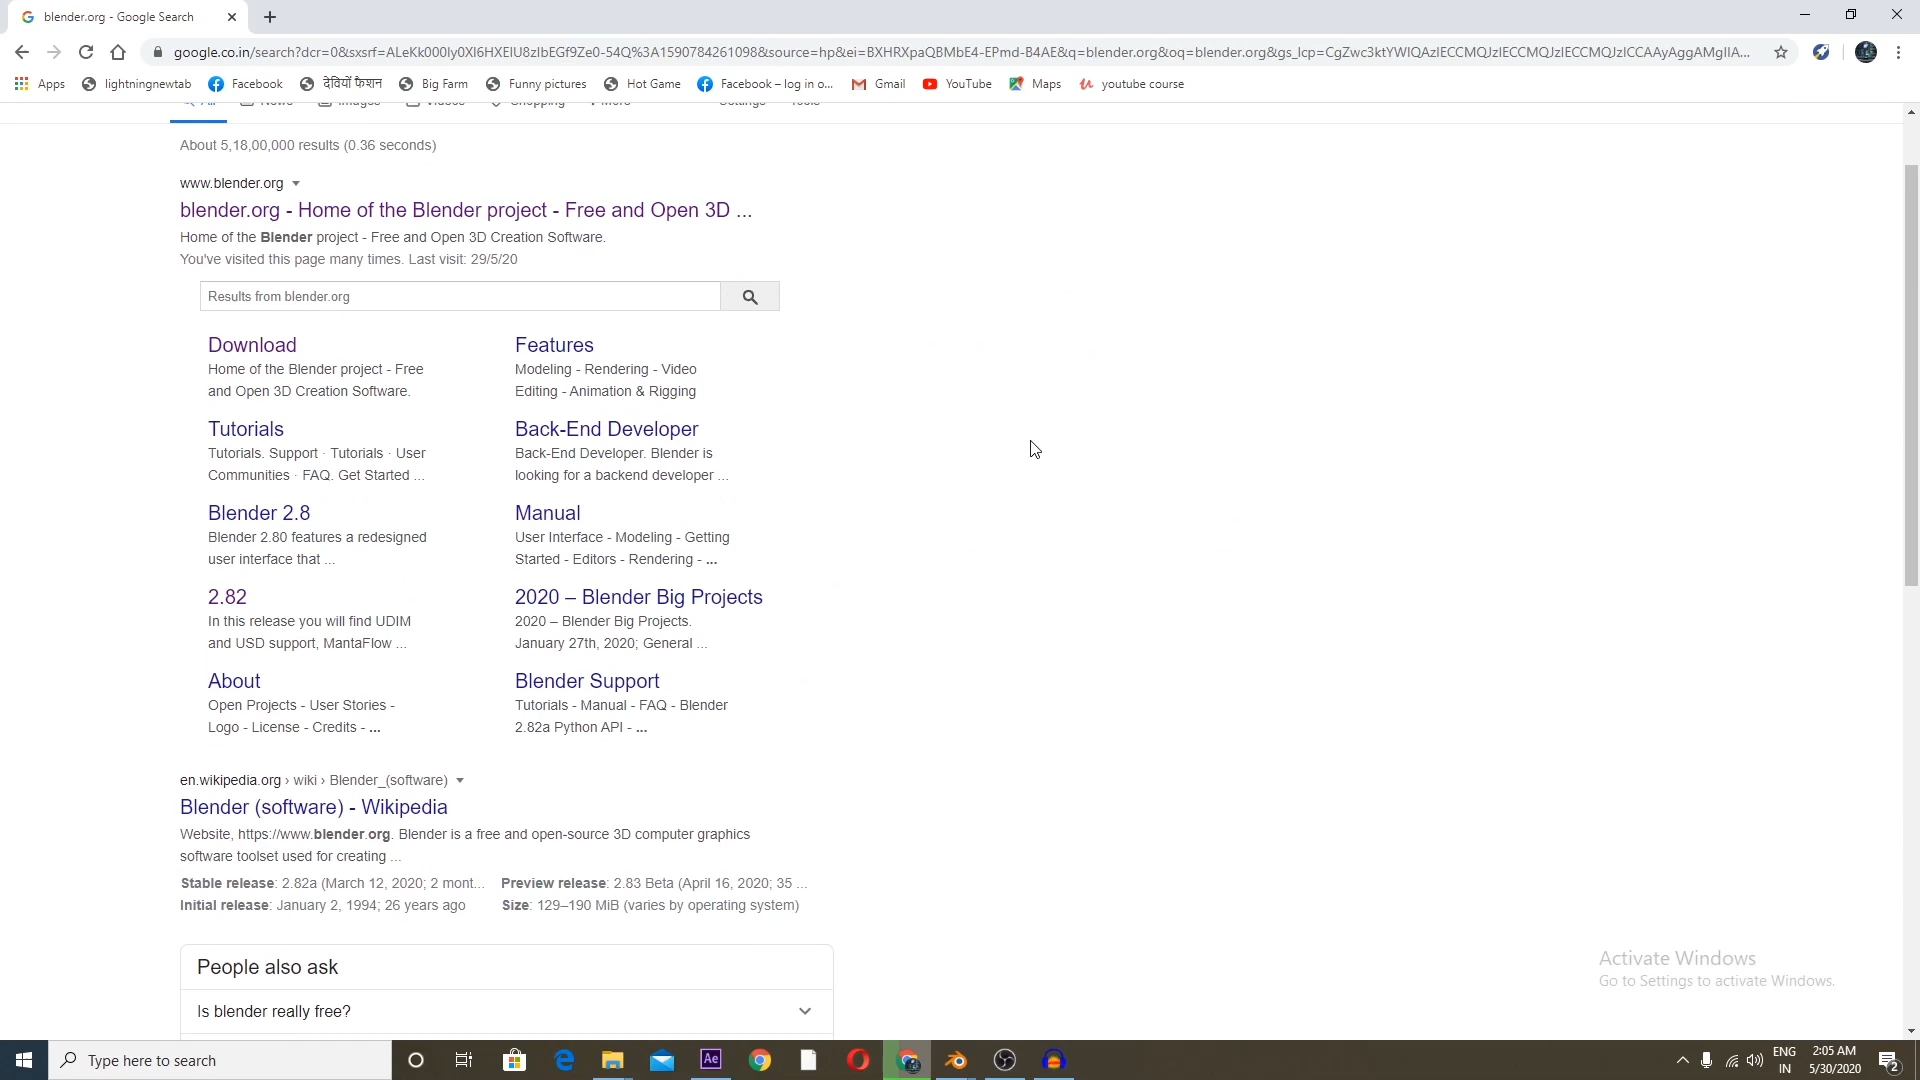 blender.org - Google Search
google.co.in/search?dcr=0&sxsrf=ALeKk000Iy0XI6HXEIU8zIbEGf9Ze0-54Q%3A1590784261098&source=hp&ei=BXHRXpaQBMbE4-EPmd-B4AE&q=blender.org&oq=blender.org&gs_lcp=CgZwc3ktYWIQAzIECCMQJzIECCMQJzIECCMQJzICCAAyAggAMgIIA...
Apps lightningnewtab Facebook देवियों फैशन Big Farm Funny pictures Hot Game Facebook – log in o... Gmail YouTube Maps youtube course
All News Images Videos Shopping More Settings Tools
About 5,18,00,000 results (0.36 seconds)
www.blender.org
blender.org - Home of the Blender project - Free and Open 3D ...
Home of the Blender project - Free and Open 3D Creation Software.
You've visited this page many times. Last visit: 29/5/20
Results from blender.org
Download
Home of the Blender project - Free
and Open 3D Creation Software.
Features
Modeling - Rendering - Video
Editing - Animation & Rigging
Tutorials
Tutorials. Support · Tutorials · User
Communities · FAQ. Get Started ...
Back-End Developer
Back-End Developer. Blender is
looking for a backend developer ...
Blender 2.8
Blender 2.80 features a redesigned
user interface that ...
Manual
User Interface - Modeling - Getting
Started - Editors - Rendering - ...
2.82
In this release you will find UDIM
and USD support, MantaFlow ...
2020 – Blender Big Projects
2020 – Blender Big Projects.
January 27th, 2020; General ...
About
Open Projects - User Stories -
Logo - License - Credits - ...
Blender Support
Tutorials - Manual - FAQ - Blender
2.82a Python API - ...
en.wikipedia.org › wiki › Blender_(software)
Blender (software) - Wikipedia
Website, https://www.blender.org. Blender is a free and open-source 3D computer graphics
software toolset used for creating ...
Stable release: 2.82a (March 12, 2020; 2 mont... Preview release: 2.83 Beta (April 16, 2020; 35 ...
Initial release: January 2, 1994; 26 years ago Size: 129–190 MiB (varies by operating system)
People also ask
Is blender really free?
Activate Windows
Go to Settings to activate Windows.
Type here to search
Ae
ENG
IN
2:05 AM
5/30/2020
2